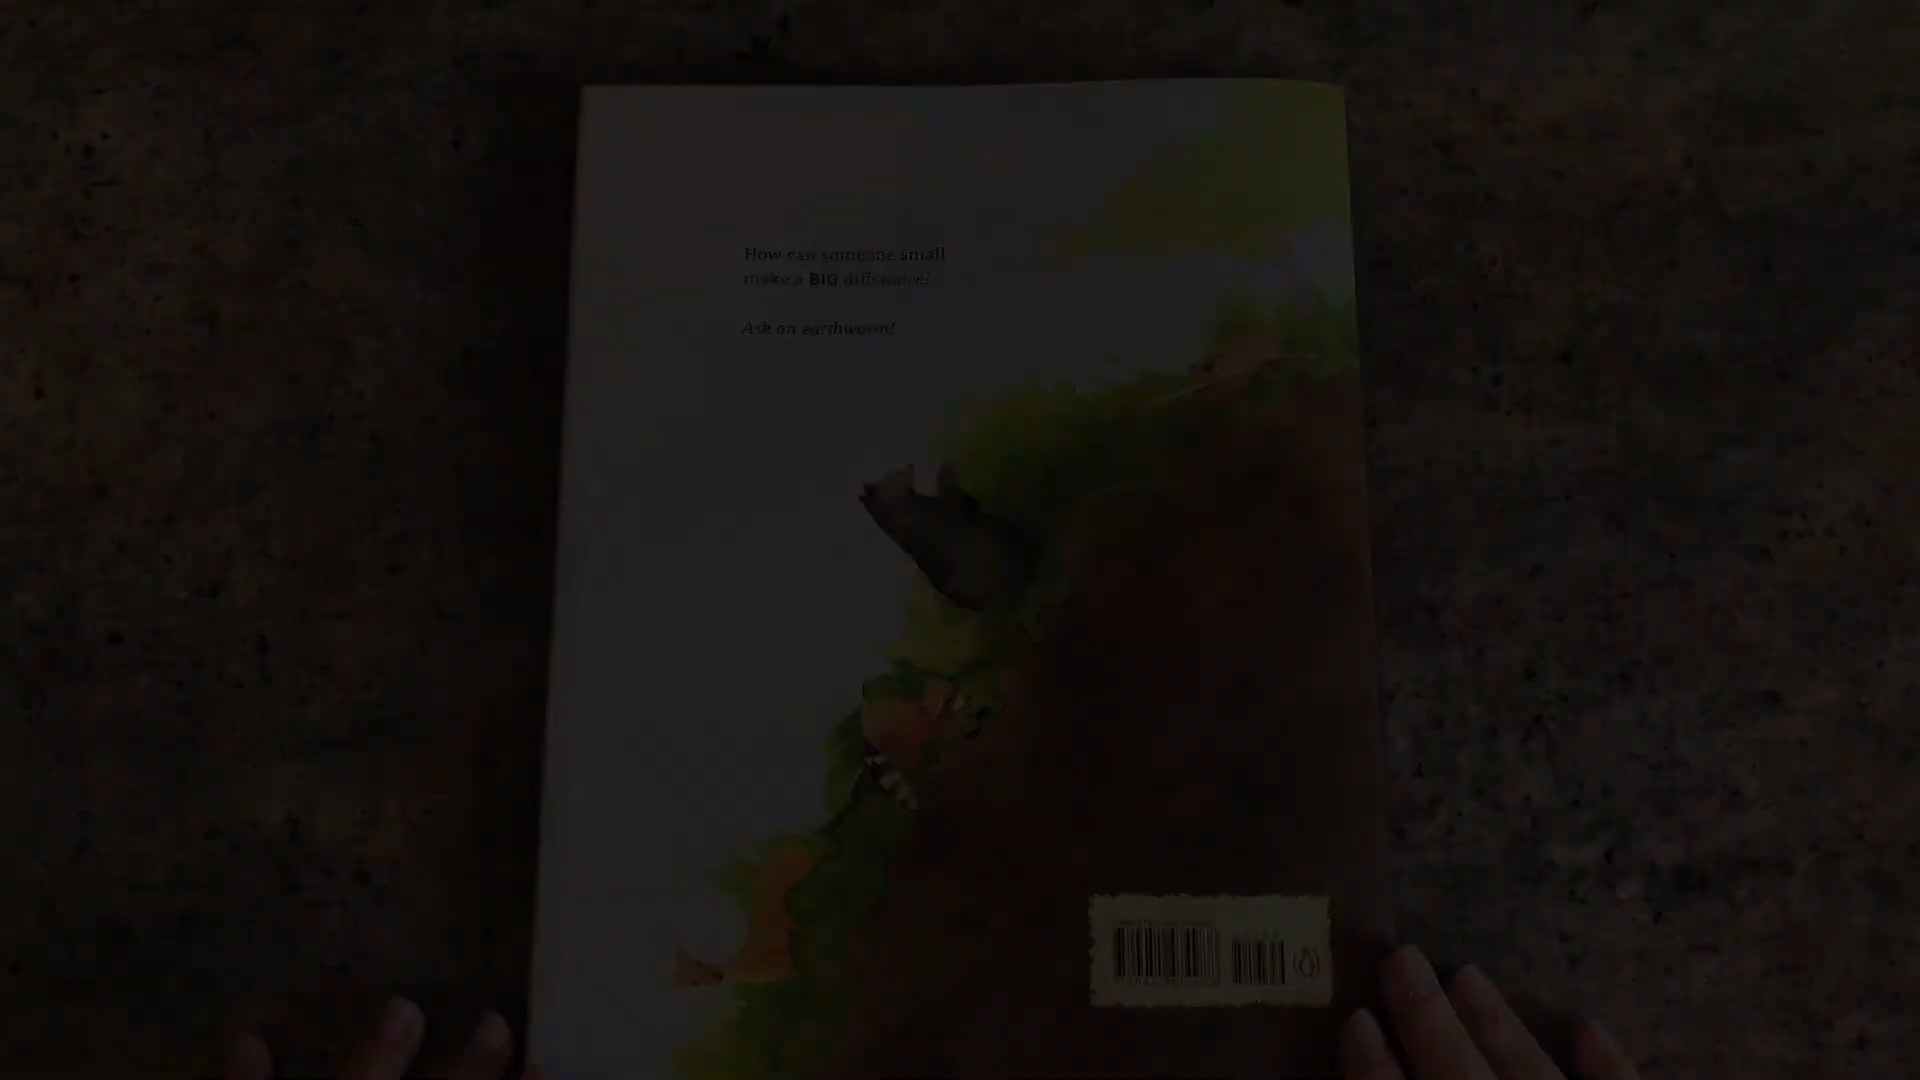 How can someone small
make a BIG difference?
Ask an earthworm!